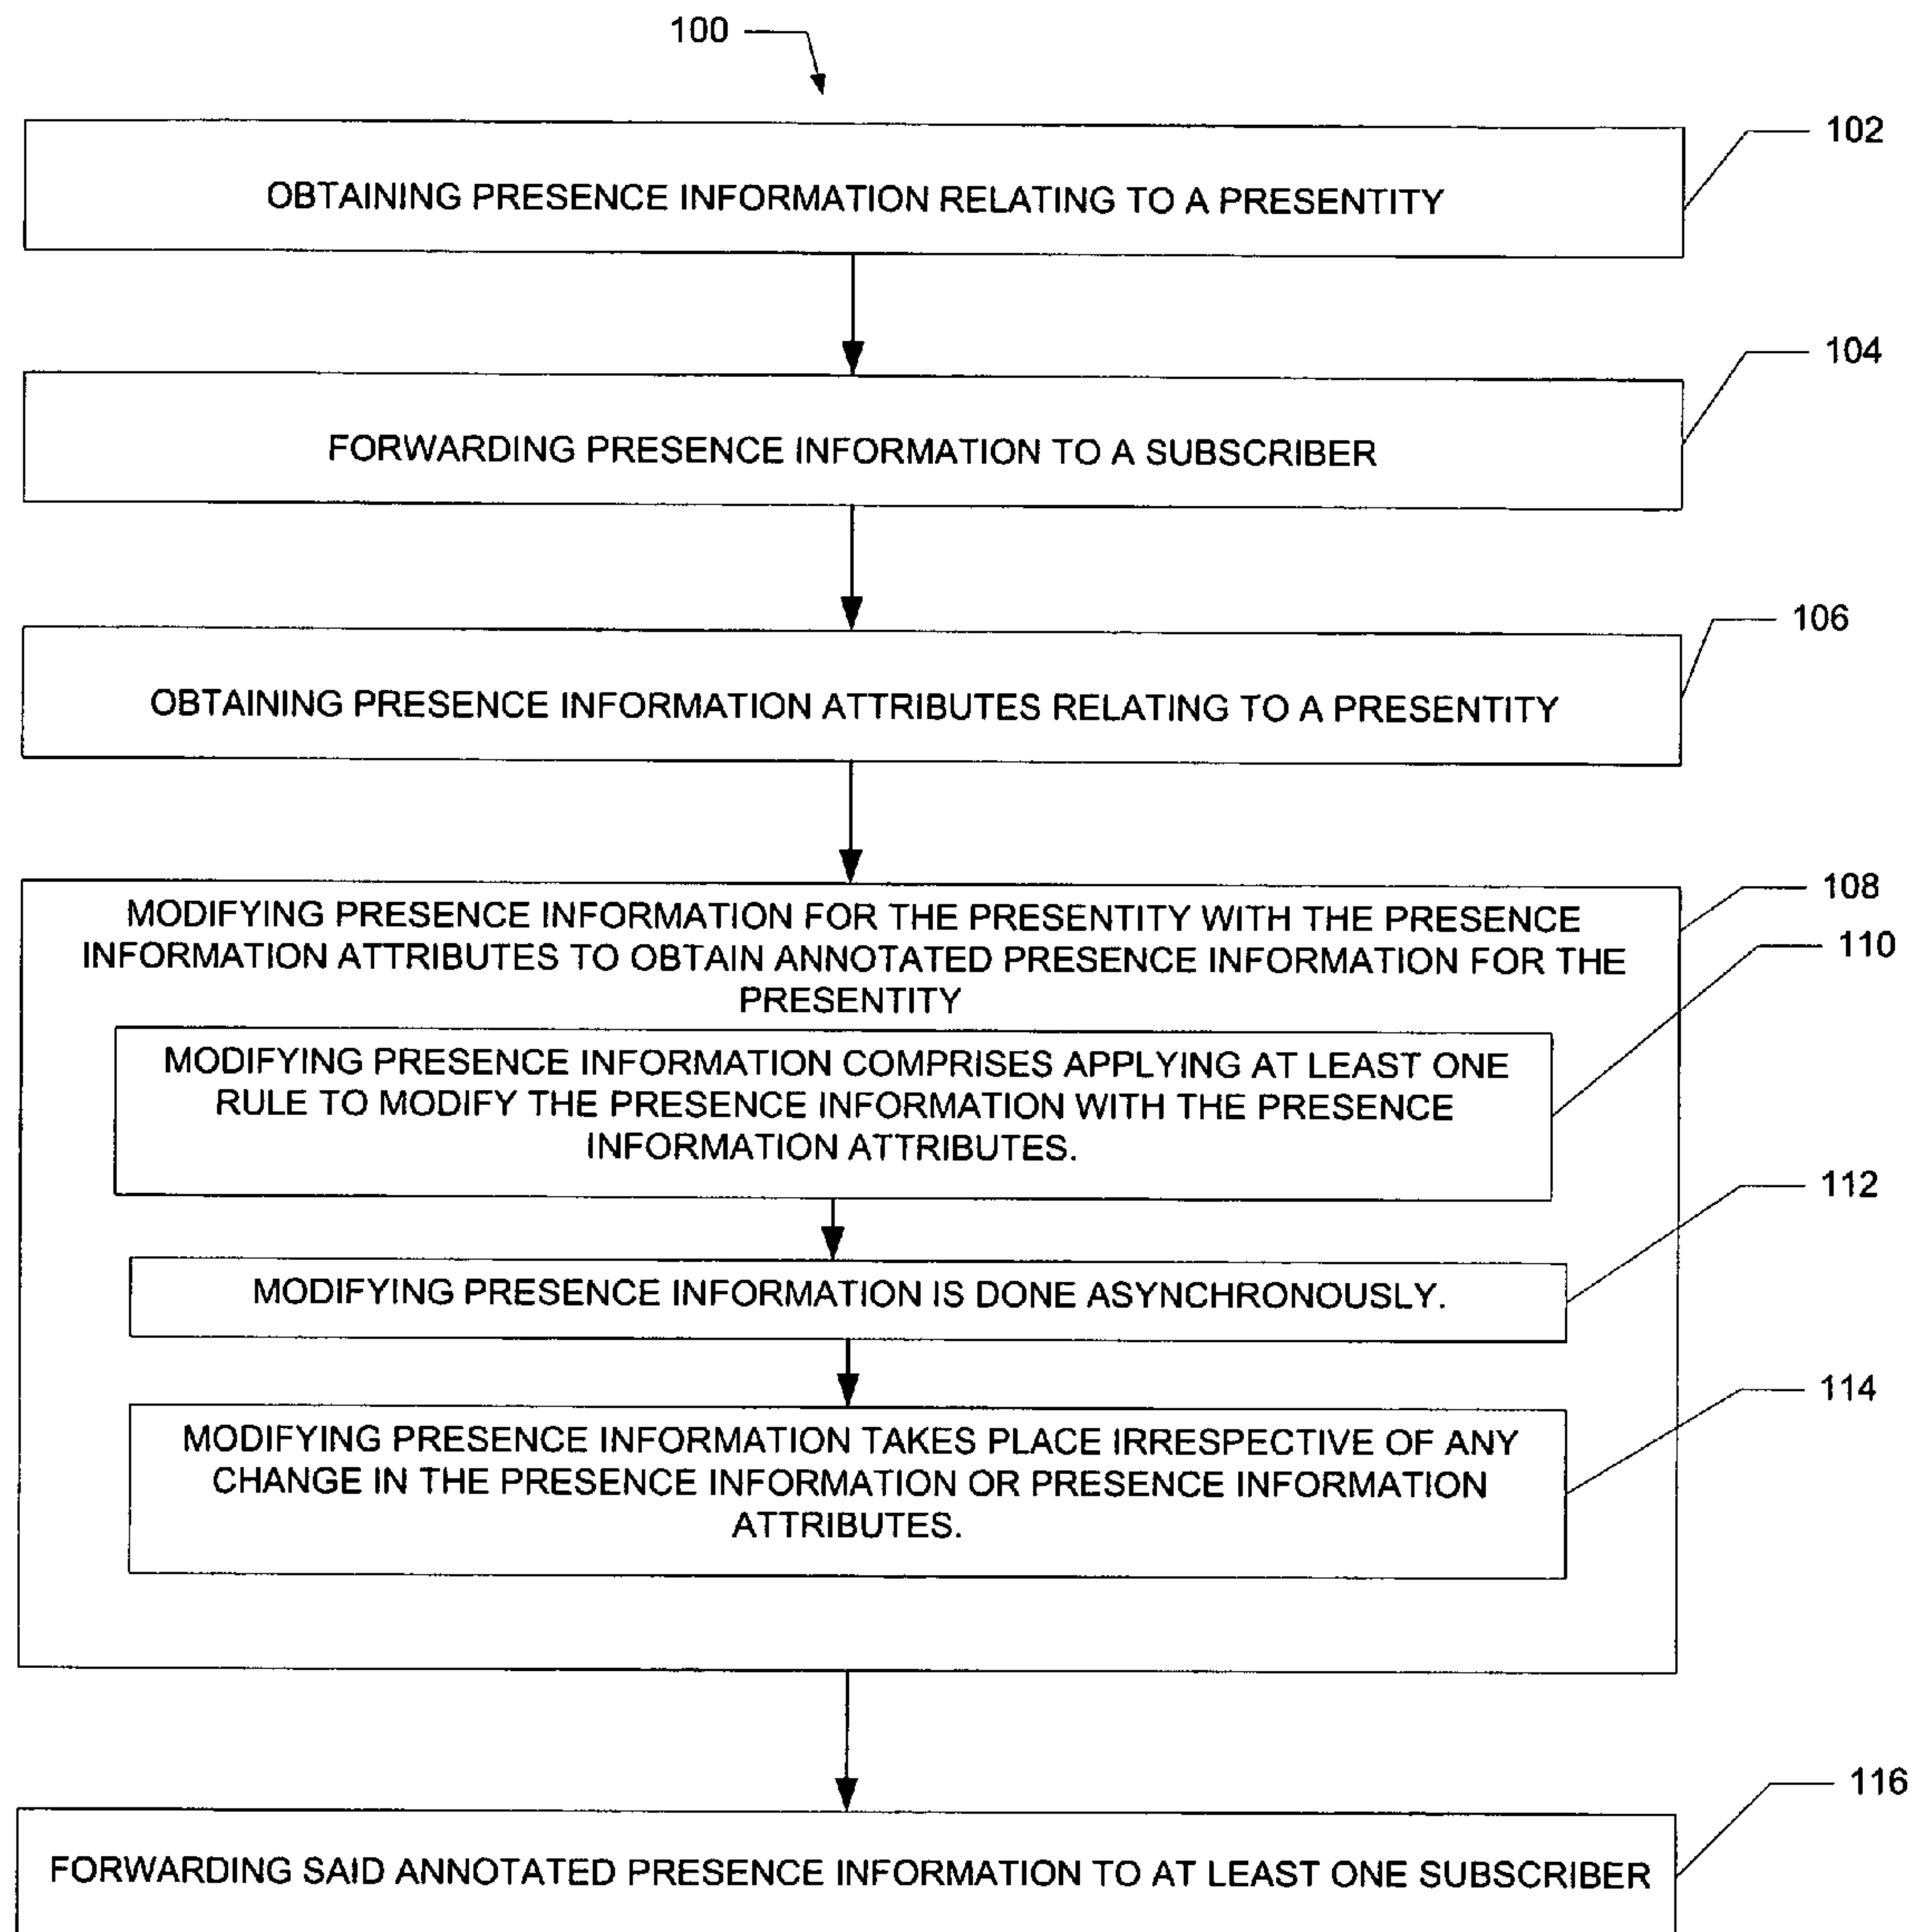 100
102
OBTAINING PRESENCE INFORMATION RELATING TO A PRESENTITY
104
FORWARDING PRESENCE INFORMATION TO A SUBSCRIBER
106
OBTAINING PRESENCE INFORMATION ATTRIBUTES RELATING TO A PRESENTITY
108
MODIFYING PRESENCE INFORMATION FOR THE PRESENTITY WITH THE PRESENCE
INFORMATION ATTRIBUTES TO OBTAIN ANNOTATED PRESENCE INFORMATION FOR THE
PRESENTITY
110
MODIFYING PRESENCE INFORMATION COMPRISES APPLYING AT LEAST ONE
RULE TO MODIFY THE PRESENCE INFORMATION WITH THE PRESENCE
INFORMATION ATTRIBUTES.
112
MODIFYING PRESENCE INFORMATION IS DONE ASYNCHRONOUSLY.
114
MODIFYING PRESENCE INFORMATION TAKES PLACE IRRESPECTIVE OF ANY
CHANGE IN THE PRESENCE INFORMATION OR PRESENCE INFORMATION
ATTRIBUTES.
116
FORWARDING SAID ANNOTATED PRESENCE INFORMATION TO AT LEAST ONE SUBSCRIBER